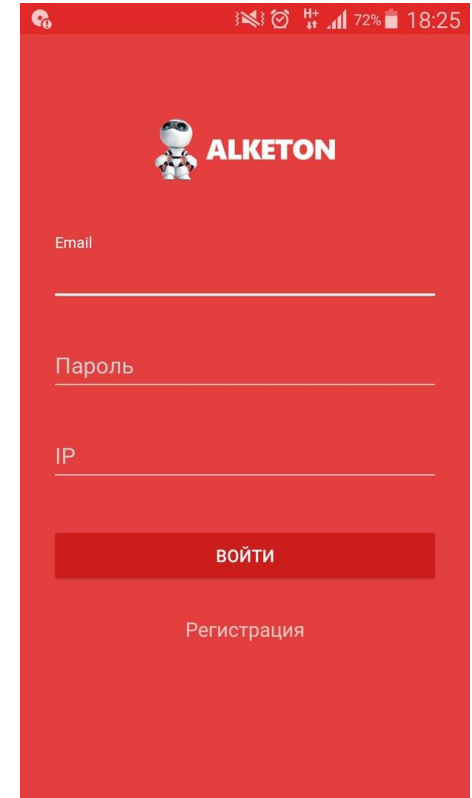 H+ 72% 18:25
ALKETON
Email
Пароль
IP
ВОЙТИ
Регистрация